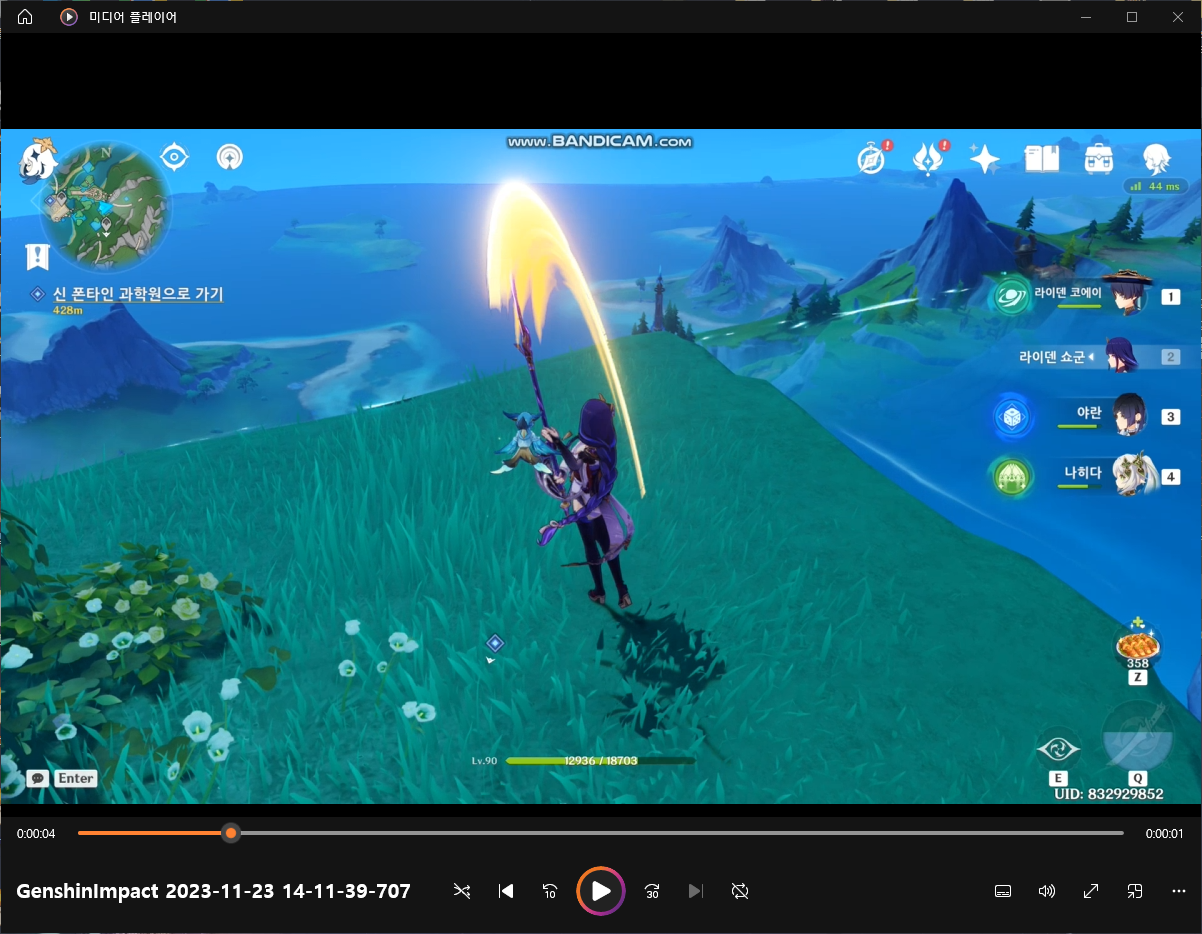 미디어 플레이어
www.BANDICAM.com
N
44 ms
신 폰타인 과학원으로 가기
428m
라이덴 코에이
1
라이덴 쇼군
2
야란
3
나히다
4
358
Z
Lv.90
12936 / 18703
Enter
E
Q
UID: 832929852
0:00:04
0:00:01
GenshinImpact 2023-11-23 14-11-39-707
10
30